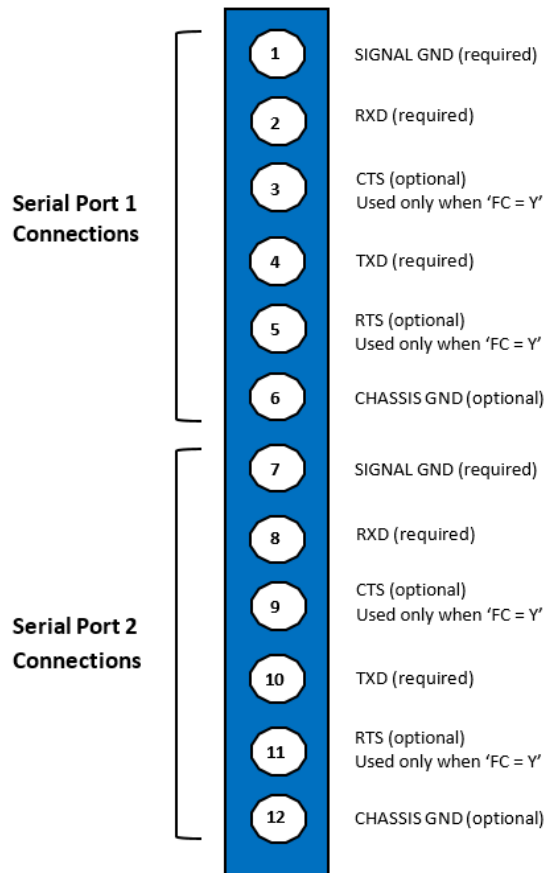 1
SIGNAL GND (required)
2
RXD (required)
3
CTS (optional)
Used only when ‘FC = Y’
Serial Port 1
Connections
4
TXD (required)
5
RTS (optional)
Used only when ‘FC = Y’
6
CHASSIS GND (optional)
7
SIGNAL GND (required)
8
RXD (required)
9
CTS (optional)
Used only when ‘FC = Y’
Serial Port 2
Connections
10
TXD (required)
11
RTS (optional)
Used only when ‘FC = Y’
12
CHASSIS GND (optional)